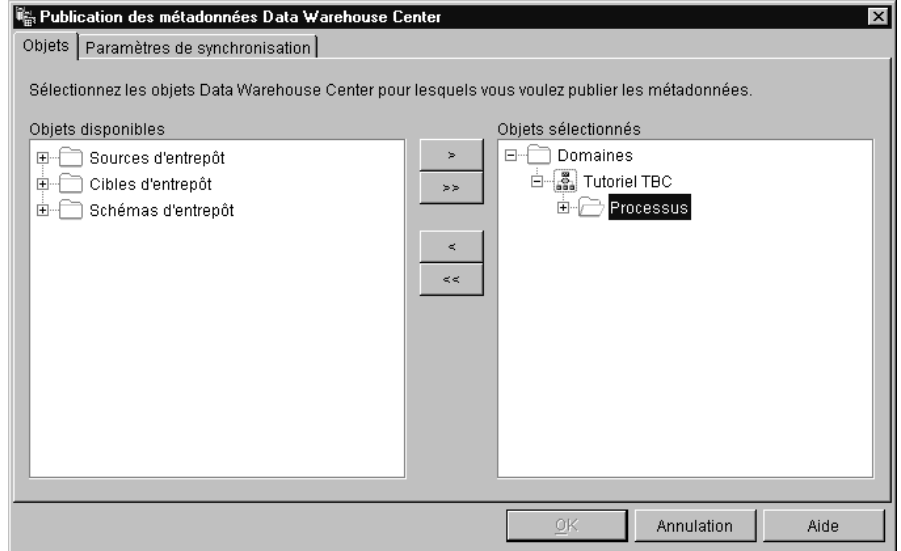 Publication des métadonnées Data Warehouse Center
Objets
Paramètres de synchronisation
Sélectionnez les objets Data Warehouse Center pour lesquels vous voulez publier les métadonnées.
Objets disponibles
Sources d'entrepôt
Cibles d'entrepôt
Schémas d'entrepôt
>
>>
<
<<
Objets sélectionnés
Domaines
Tutoriel TBC
Processus
OK
Annulation
Aide